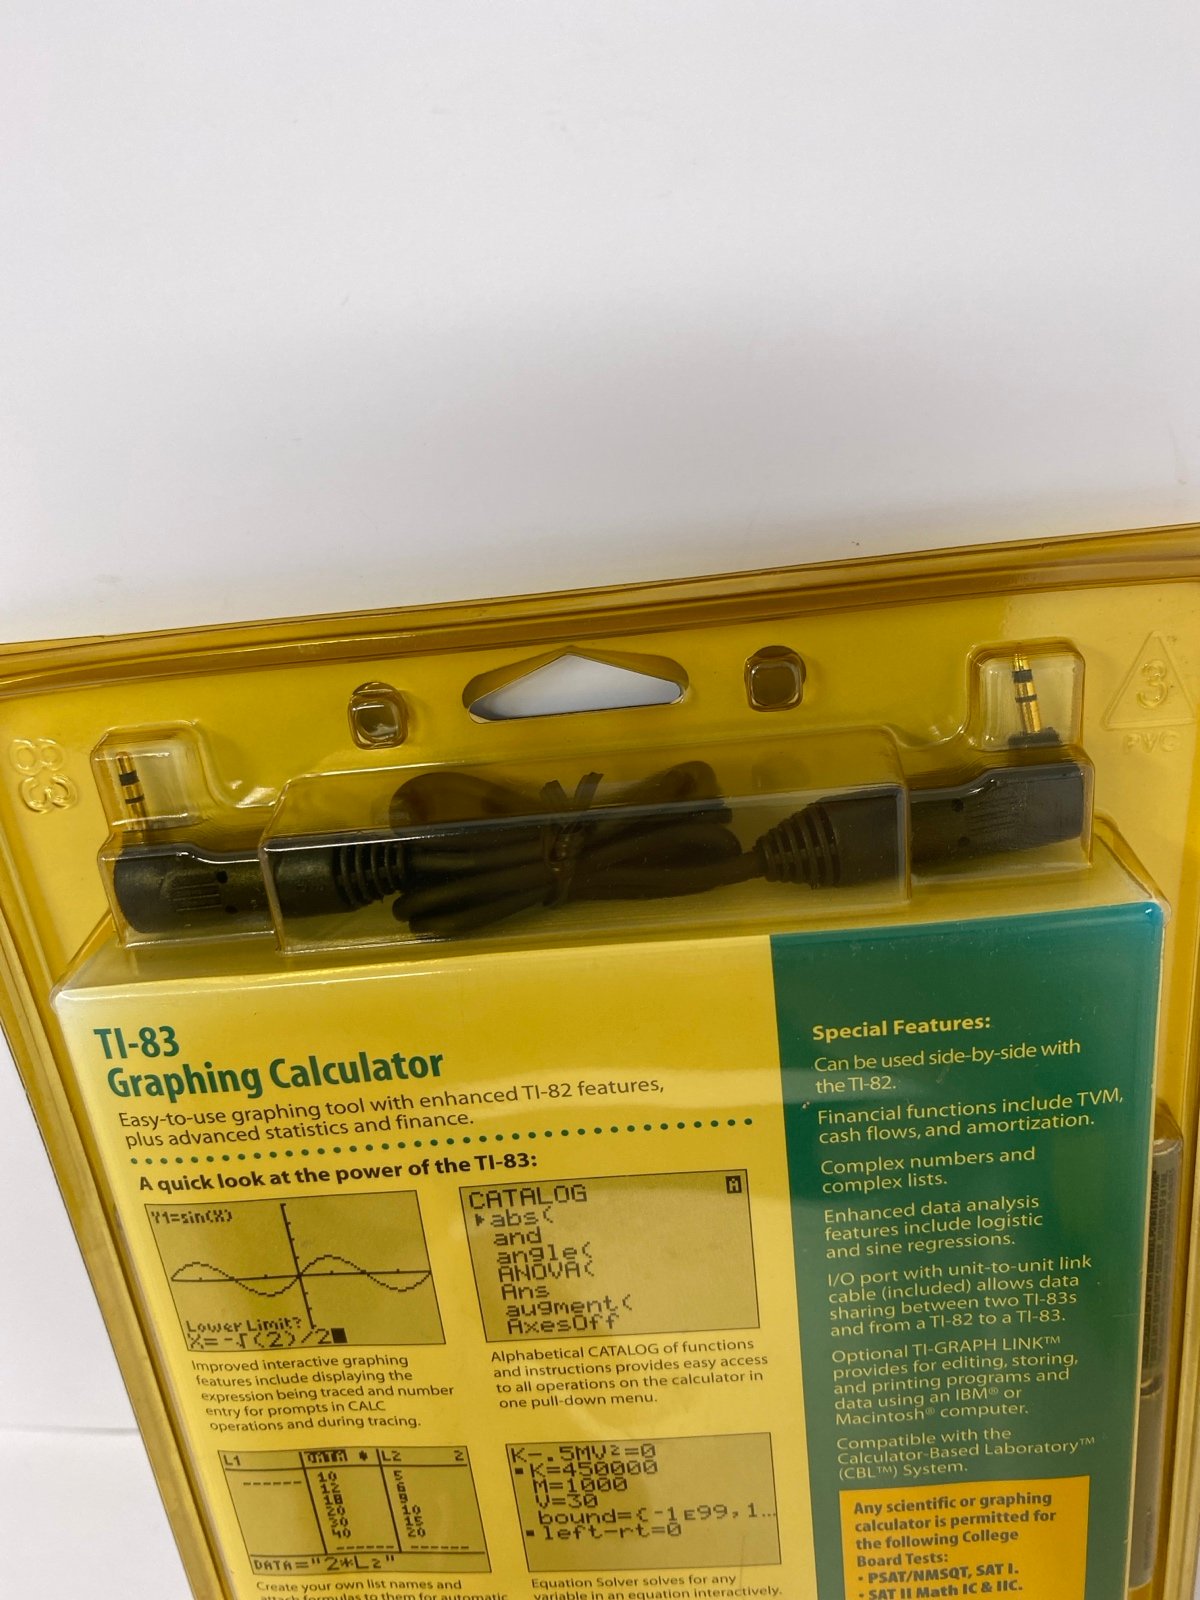 83
3
PVC
TI-83
Graphing Calculator
Easy-to-use graphing tool with enhanced TI-82 features,
plus advanced statistics and finance.
A quick look at the power of the TI-83:
Y1=sin(X)
Lower Limit?
X=-√(2)/2
CATALOG
abs(
and
angle(
ANOVA(
Ans
augment(
AxesOff
Improved interactive graphing
features include displaying the
expression being traced and number
entry for prompts in CALC
operations and during tracing.
Alphabetical CATALOG of functions
and instructions provides easy access
to all operations on the calculator in
one pull-down menu.
L1 DATA * L2 2
10 5
12 6
20 10
30 15
40 20
DATA="2*L2"
K-.5MV²=0
▪K=450000
M=1000
V=30
bound={-1E99,1...
▪left-rt=0
Create your own list names and
attach formulas to them for automatic
Equation Solver solves for any
variable in an equation interactively.
Special Features:
Can be used side-by-side with
the TI-82.
Financial functions include TVM,
cash flows, and amortization.
Complex numbers and
complex lists.
Enhanced data analysis
features include logistic
and sine regressions.
I/O port with unit-to-unit link
cable (included) allows data
sharing between two TI-83s
and from a TI-82 to a TI-83.
Optional TI-GRAPH LINK™
provides for editing, storing,
and printing programs and
data using an IBM® or
Macintosh® computer.
Compatible with the
Calculator-Based Laboratory™
(CBL™) System.
Any scientific or graphing
calculator is permitted for
the following College
Board Tests:
• PSAT/NMSQT, SAT I.
• SAT II Math IC & IIC.